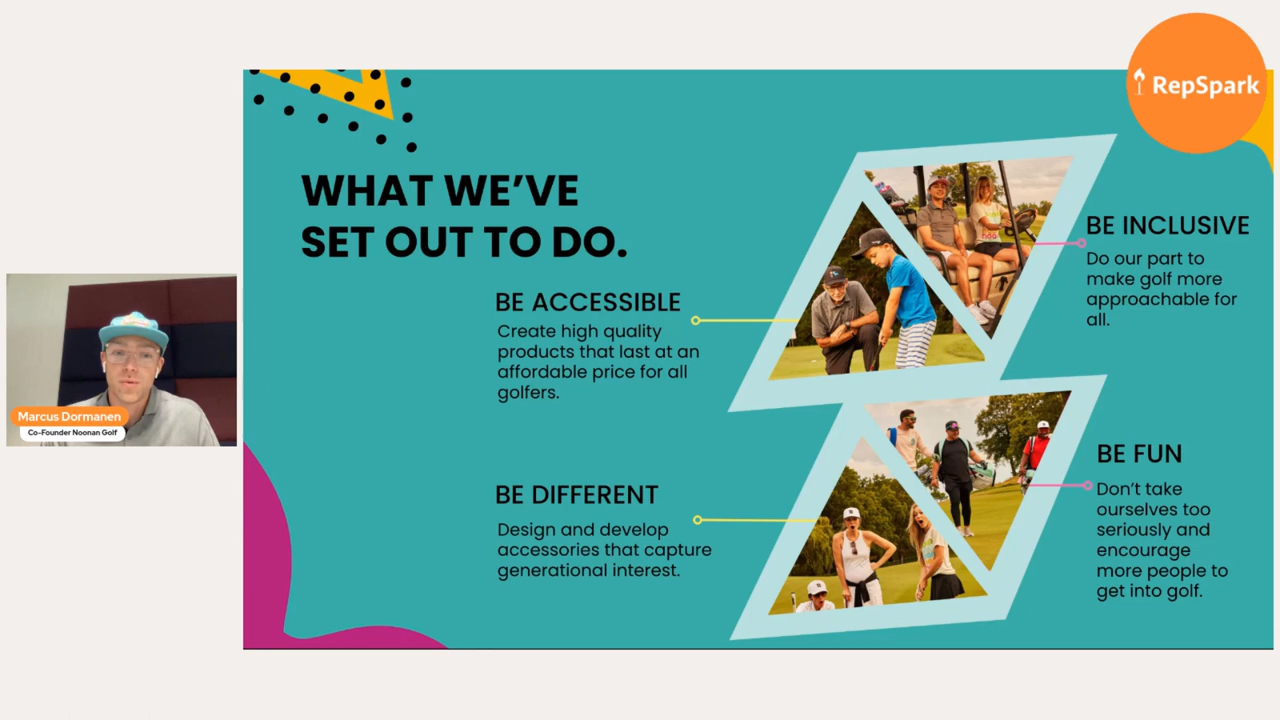 RepSpark
WHAT WE'VE
SET OUT TO DO.
BE ACCESSIBLE
Create high quality
products that last at an
affordable price for all
golfers.
BE INCLUSIVE
Do our part to
make golf more
approachable for
all.
BE DIFFERENT
Design and develop
accessories that capture
generational interest.
BE FUN
Don't take
ourselves too
seriously and
encourage
more people to
get into golf.
Marcus Dormanen
Co-Founder Noonan Golf